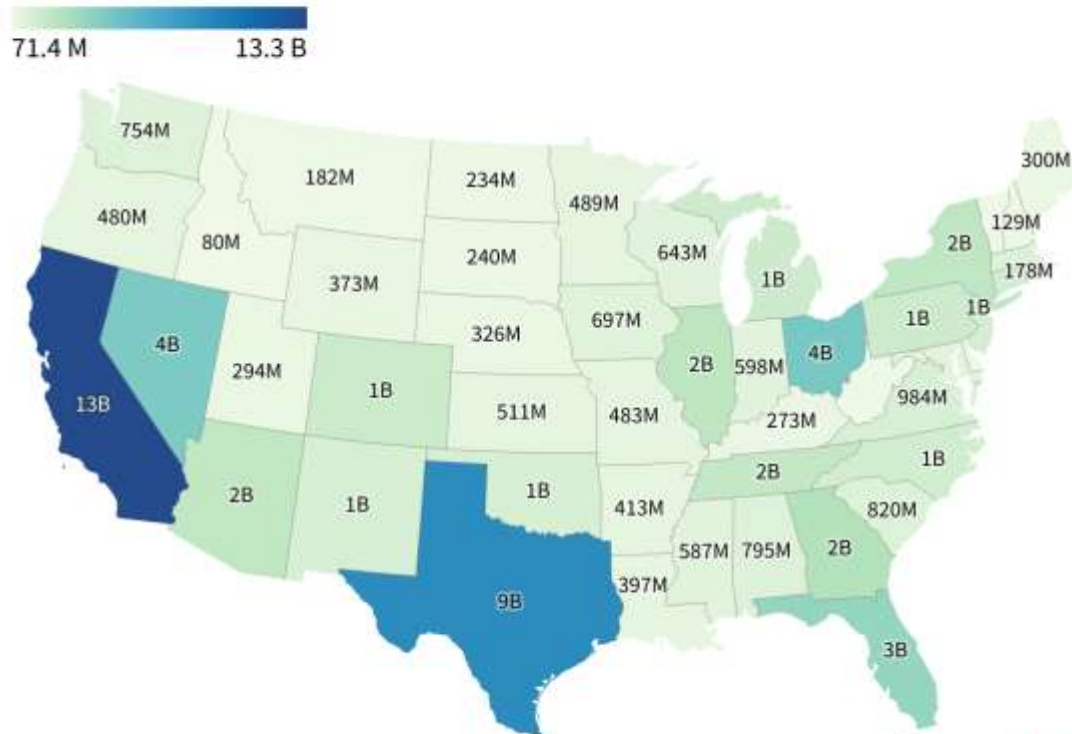 71.4 M 13.3 B
754M
182M
234M
300M
489M
480M
129M
2B
643M
80M
240M
178M
373M
1B
1B
697M
1B
326M
4B
4B
2B
598M
294M
1B
984M
13B
511M
483M
273M
1B
2B
2B
1B
1B
413M
820M
2B
587M
795M
397M
9B
3B